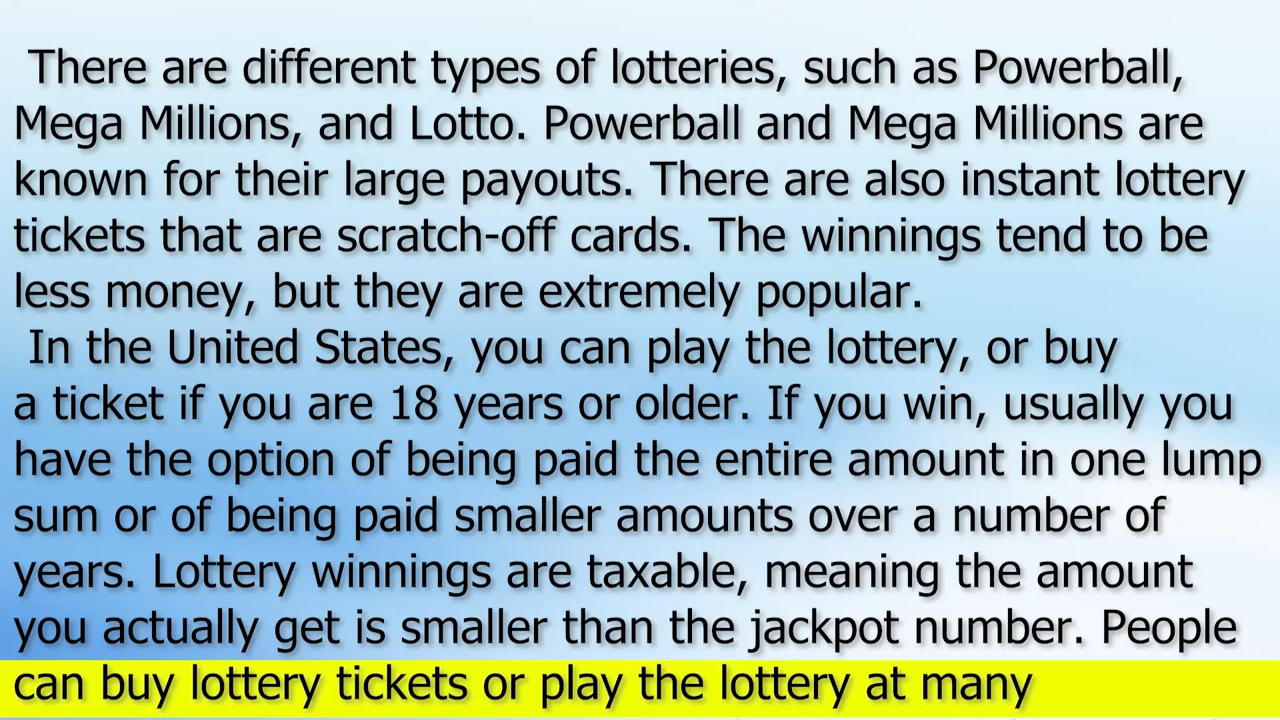 There are different types of lotteries, such as Powerball,
Mega Millions, and Lotto. Powerball and Mega Millions are
known for their large payouts. There are also instant lottery
tickets that are scratch-off cards. The winnings tend to be
less money, but they are extremely popular.
In the United States, you can play the lottery, or buy
a ticket if you are 18 years or older. If you win, usually you
have the option of being paid the entire amount in one lump
sum or of being paid smaller amounts over a number of
years. Lottery winnings are taxable, meaning the amount
you actually get is smaller than the jackpot number. People
can buy lottery tickets or play the lottery at many